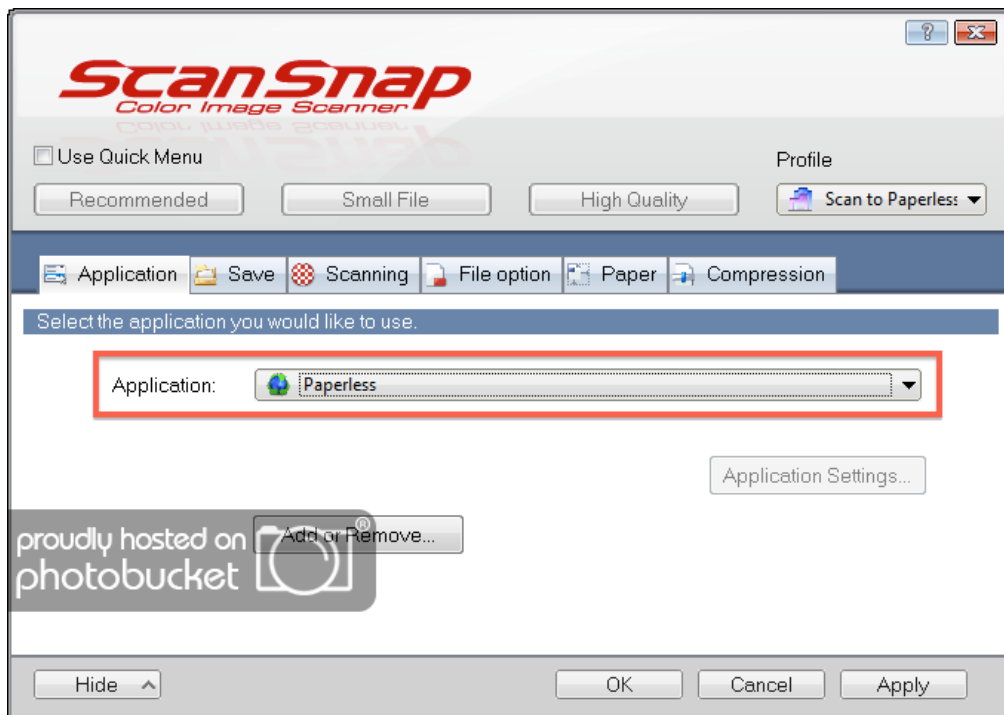 ScanSnap
Color Image Scanner
Use Quick Menu
Profile
Recommended
Small File
High Quality
Scan to Paperless
Application
Save
Scanning
File option
Paper
Compression
Select the application you would like to use.
Application:
Paperless
Application Settings...
Add or Remove...
proudly hosted on
photobucket
®
Hide
OK
Cancel
Apply